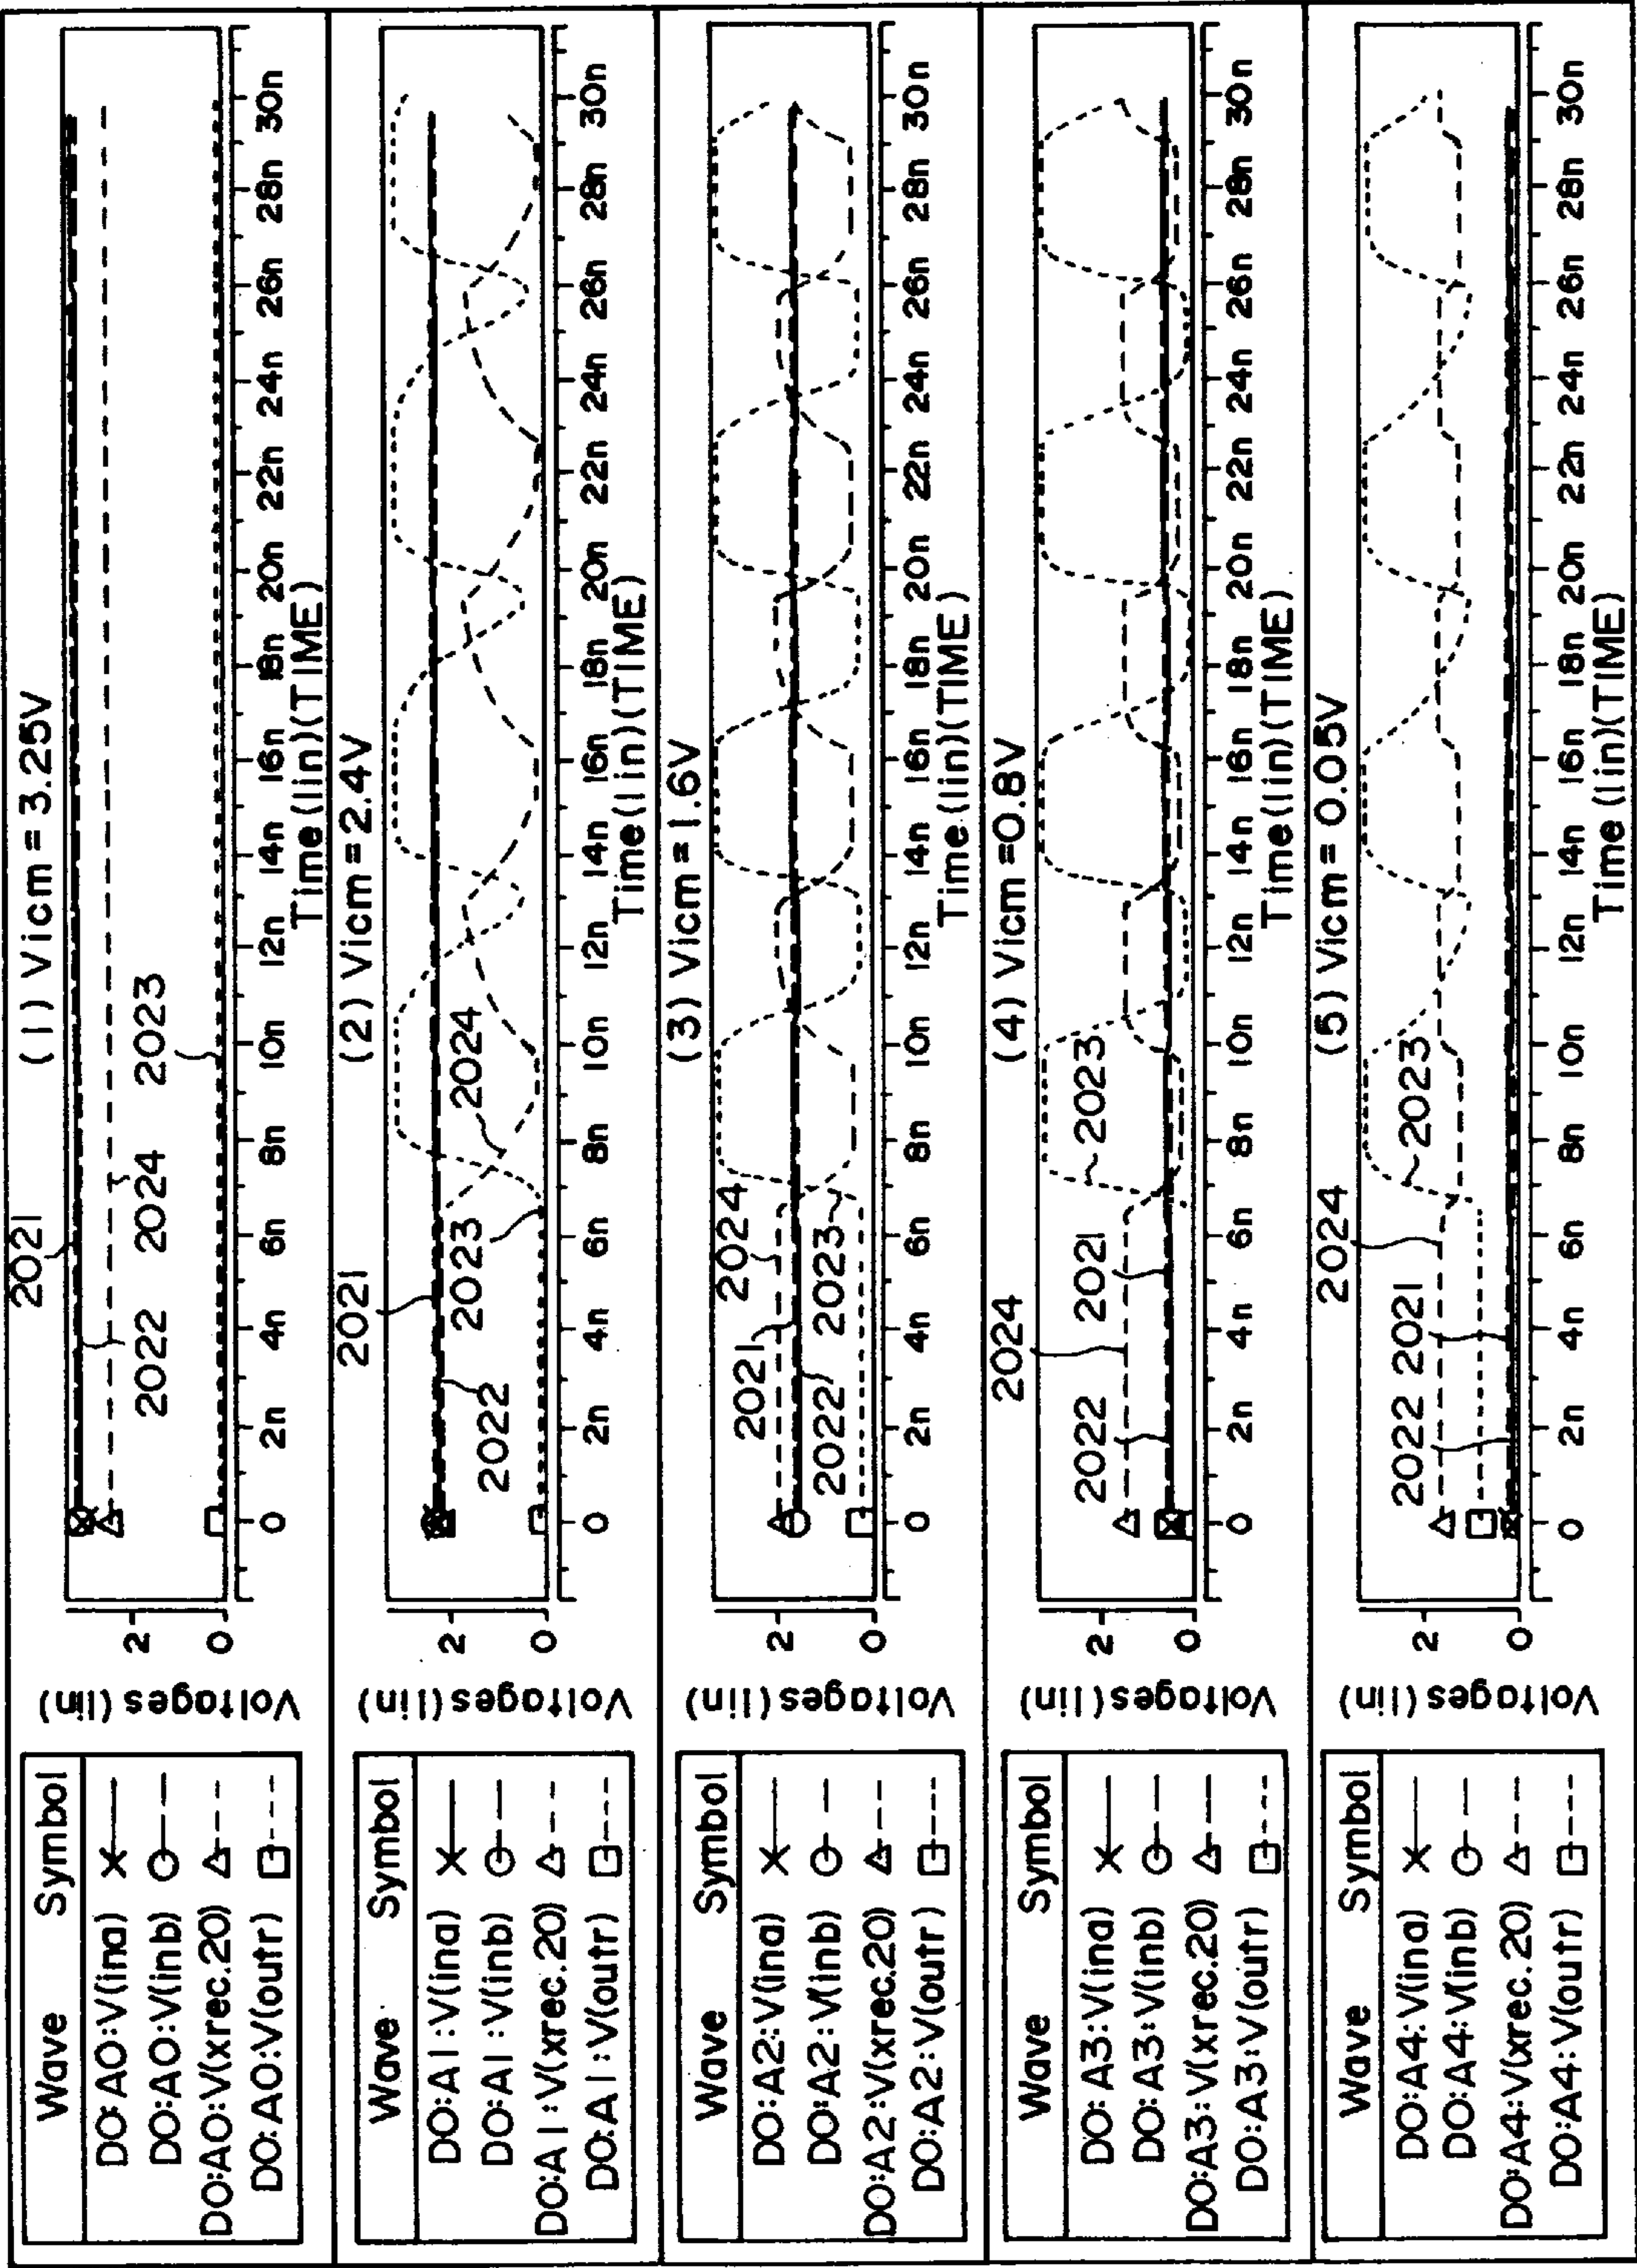 Wave Symbol
DO:A0:V(ina)
DO:A0:V(inb)
DO:A0:V(xrec.20)
DO:A0:V(outr)
Voltages (lin)
2
0
(1) Vicm = 3.25V
2021
2022
2024
2023
0 2n 4n 6n 8n 10n 12n 14n 16n 18n 20n 22n 24n 26n 28n 30n
Time (lin)(TIME)
Wave Symbol
DO:A1:V(ina)
DO:A1:V(inb)
DO:A1:V(xrec.20)
DO:A1:V(outr)
Voltages (lin)
2
0
(2) Vicm = 2.4V
2021
2022
2023
2024
0 2n 4n 6n 8n 10n 12n 14n 16n 18n 20n 22n 24n 26n 28n 30n
Time (lin)(TIME)
Wave Symbol
DO:A2:V(ina)
DO:A2:V(inb)
DO:A2:V(xrec.20)
DO:A2:V(outr)
Voltages (lin)
2
0
(3) Vicm = 1.6V
2021
2024
2022
2023
0 2n 4n 6n 8n 10n 12n 14n 16n 18n 20n 22n 24n 26n 28n 30n
Time (lin)(TIME)
Wave Symbol
DO:A3:V(ina)
DO:A3:V(inb)
DO:A3:V(xrec.20)
DO:A3:V(outr)
Voltages (lin)
2
0
(4) Vicm = 0.8V
2024
2022
2021
2023
0 2n 4n 6n 8n 10n 12n 14n 16n 18n 20n 22n 24n 26n 28n 30n
Time (lin)(TIME)
Wave Symbol
DO:A4:V(ina)
DO:A4:V(inb)
DO:A4:V(xrec.20)
DO:A4:V(outr)
Voltages (lin)
2
0
(5) Vicm = 0.05V
2024
2022
2021
2023
0 2n 4n 6n 8n 10n 12n 14n 16n 18n 20n 22n 24n 26n 28n 30n
Time (lin)(TIME)